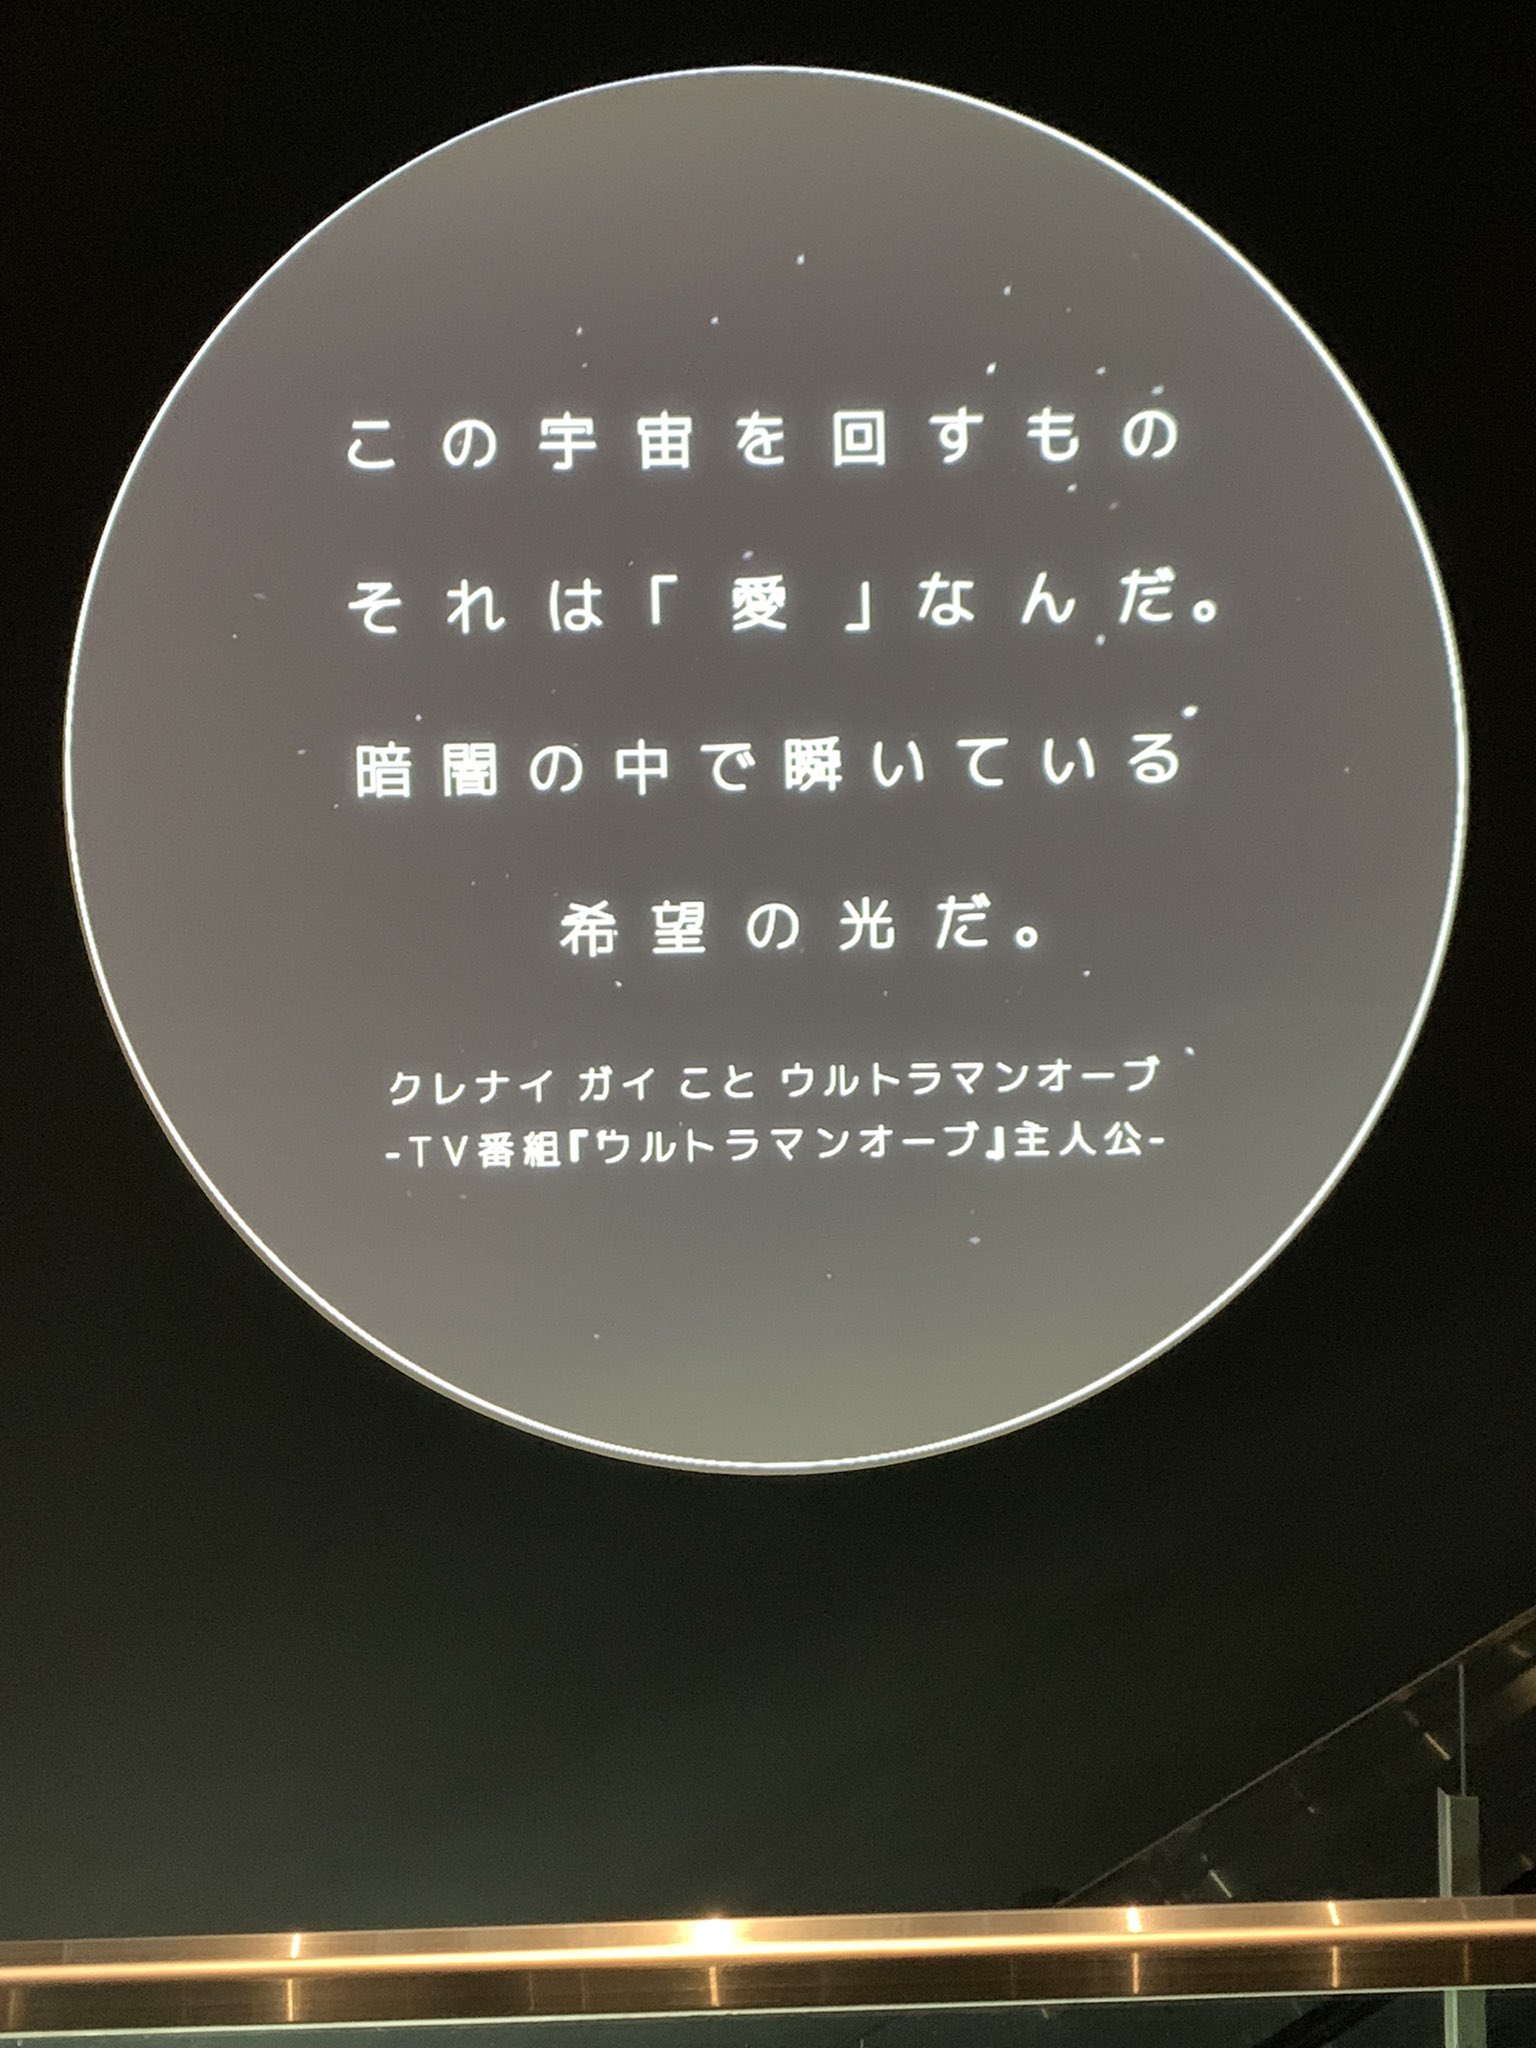 この宇宙を回すもの
それは「愛」なんだ。
暗闇の中で瞬いている
希望の光だ。
クレナイ ガイ こと ウルトラマンオーブ
-TV番組『ウルトラマンオーブ』主人公-